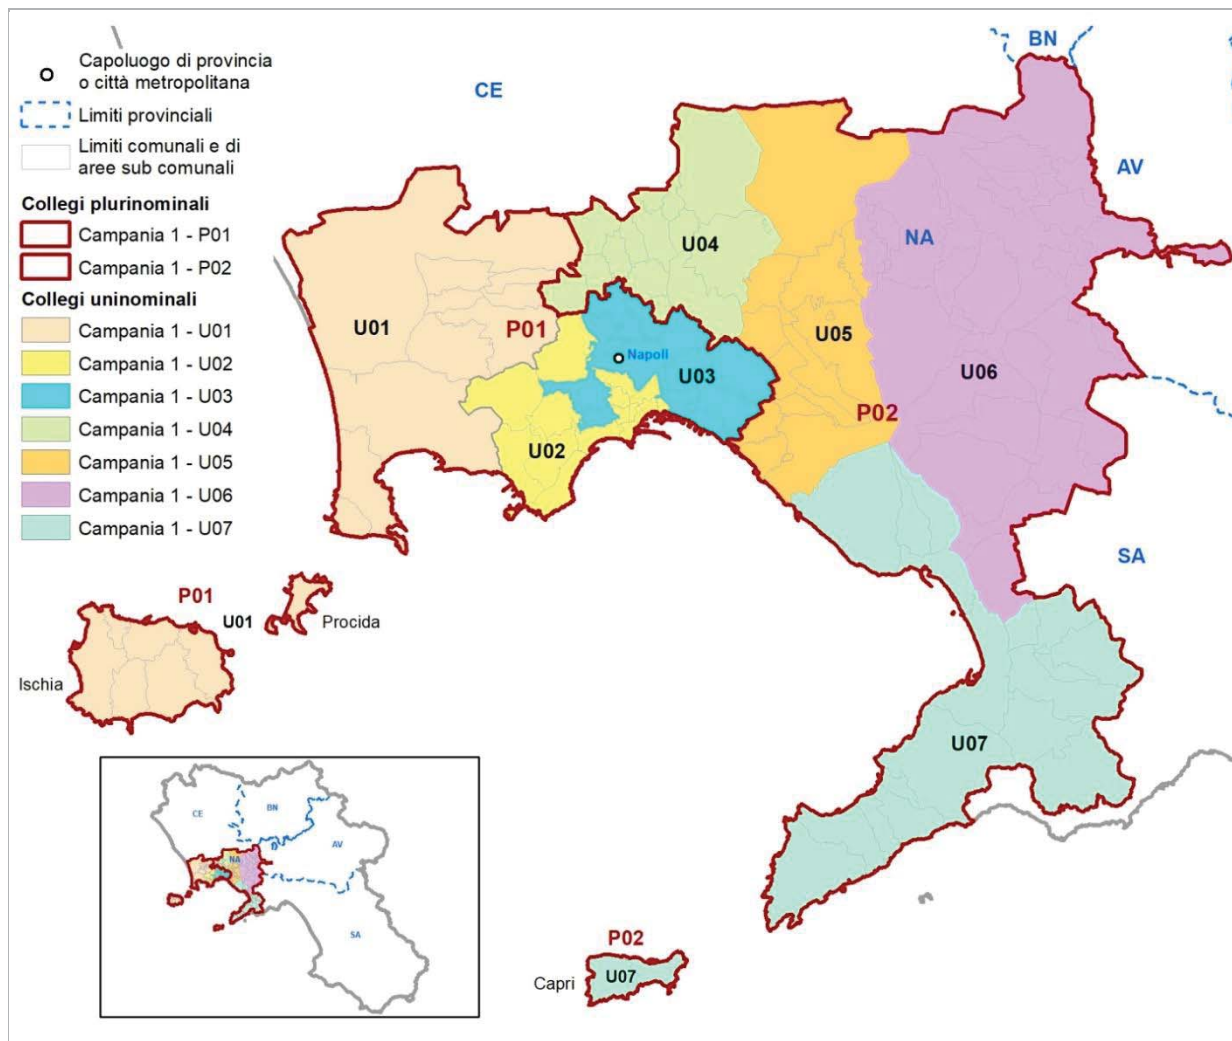 Capoluogo di provincia
o città metropolitana
Limiti provinciali
Limiti comunali e di
aree sub comunali
Collegi plurinominali
Campania 1 - P01
Campania 1 - P02
Collegi uninominali
Campania 1 - U01
Campania 1 - U02
Campania 1 - U03
Campania 1 - U04
Campania 1 - U05
Campania 1 - U06
Campania 1 - U07
BN
CE
AV
U04
NA
U01
P01
U05
Napoli
U03
U06
P02
U02
SA
P01
U01
Procida
Ischia
U07
CE
BN
NA
AV
SA
P02
Capri
U07